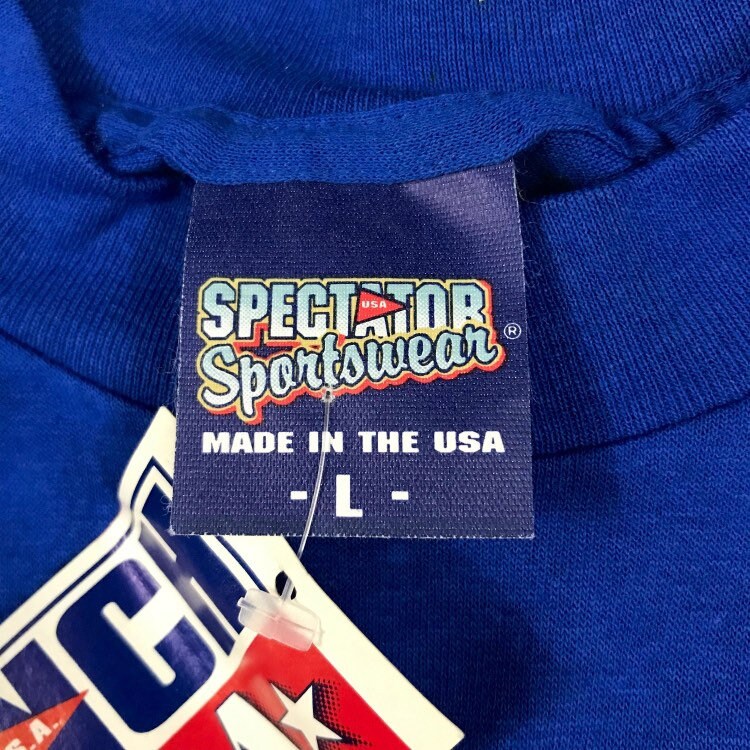 SPECTATOR
USA
Sportswear ®
MADE IN THE USA
- L -
S.A.